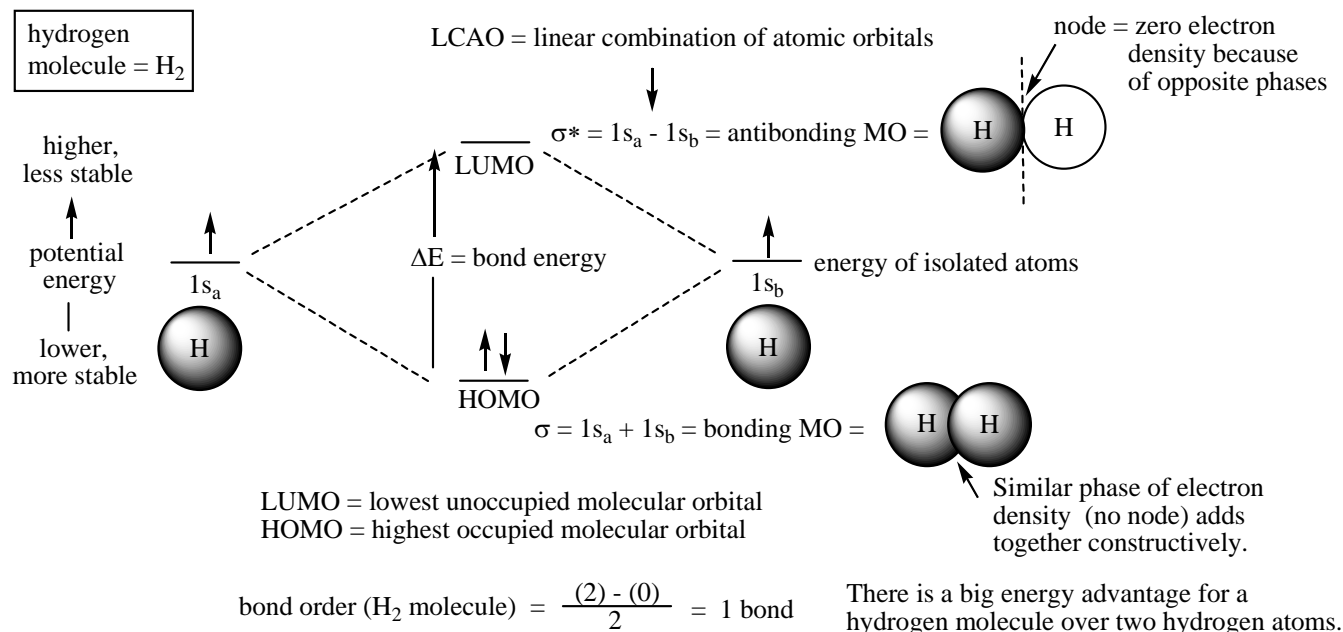 hydrogen
molecule = H₂
LCAO = linear combination of atomic orbitals
node = zero electron
density because
of opposite phases
higher,
less stable
potential
energy
lower,
more stable
σ* = 1sₐ - 1s_b = antibonding MO =
H
H
LUMO
ΔE = bond energy
1sₐ
H
1s_b
H
energy of isolated atoms
HOMO
σ = 1sₐ + 1s_b = bonding MO =
H
H
Similar phase of electron
density (no node) adds
together constructively.
LUMO = lowest unoccupied molecular orbital
HOMO = highest occupied molecular orbital
bond order (H₂ molecule) = (2) - (0)
2
= 1 bond
There is a big energy advantage for a
hydrogen molecule over two hydrogen atoms.